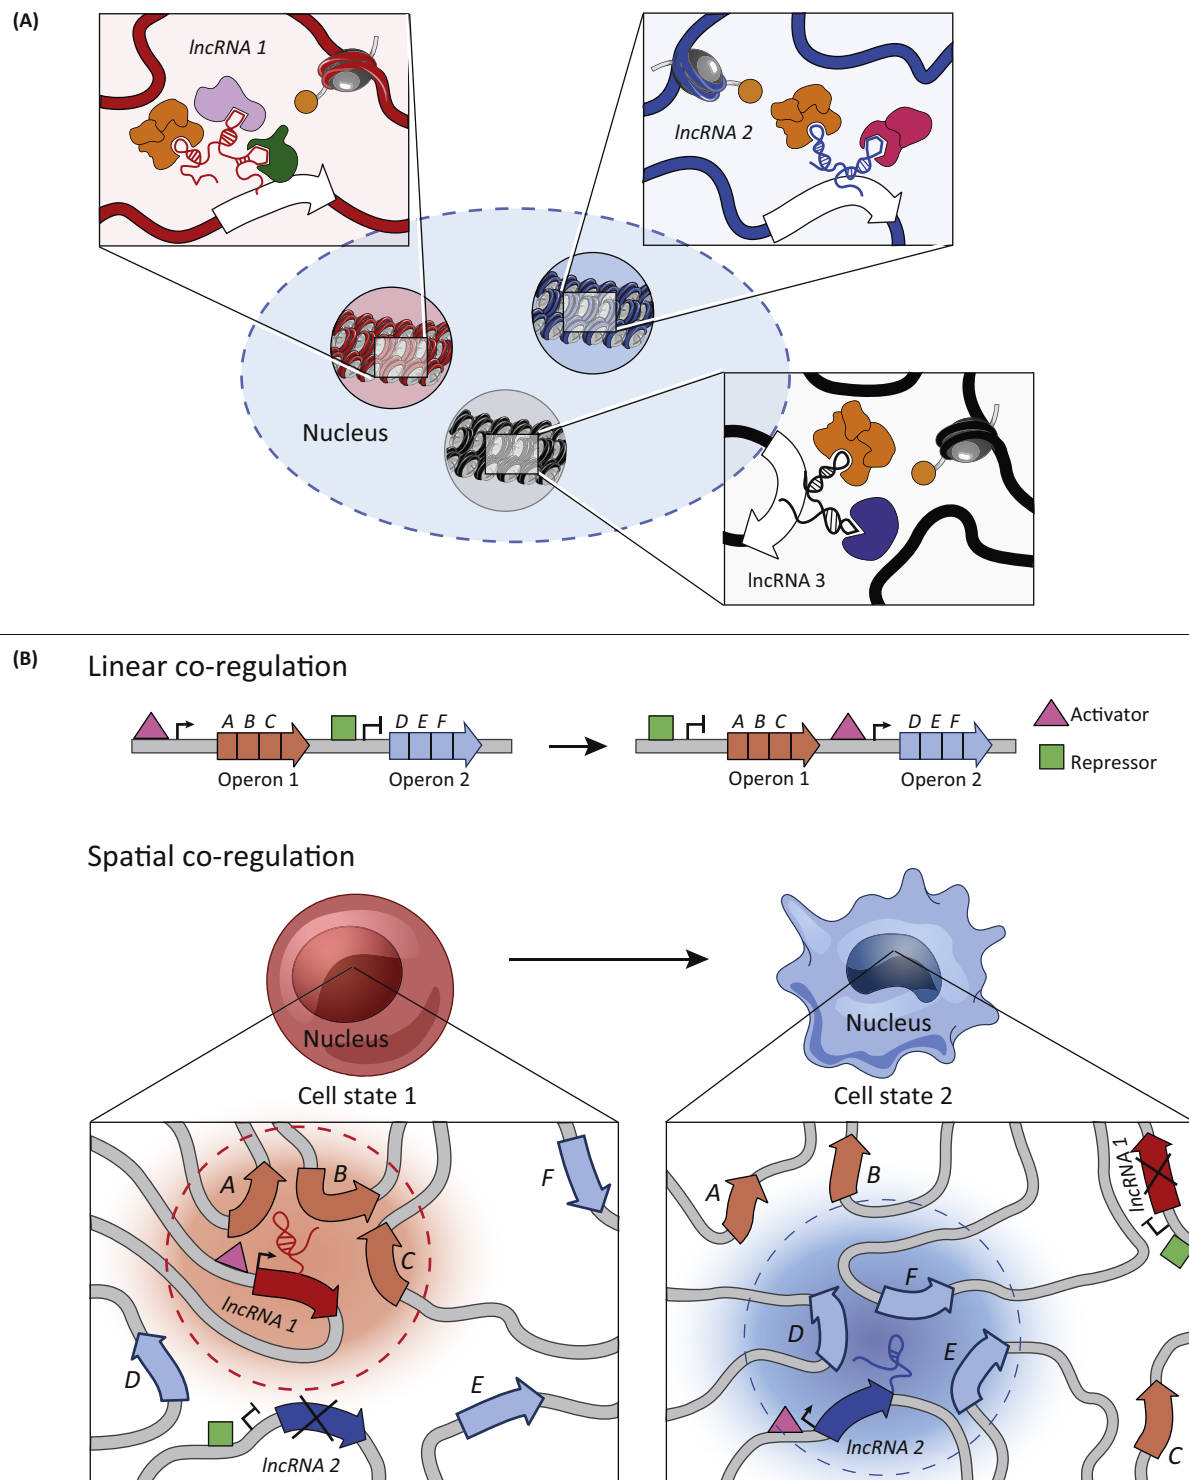 (A)
lncRNA 1
lncRNA 2
Nucleus
lncRNA 3
(B)
Linear co-regulation
A B C
D E F
A B C
D E F
Activator
Operon 1
Operon 2
Operon 1
Operon 2
Repressor
Spatial co-regulation
Nucleus
Nucleus
Cell state 1
Cell state 2
A
B
F
C
lncRNA 1
D
E
lncRNA 2
A
B
lncRNA 1
F
D
E
lncRNA 2
C